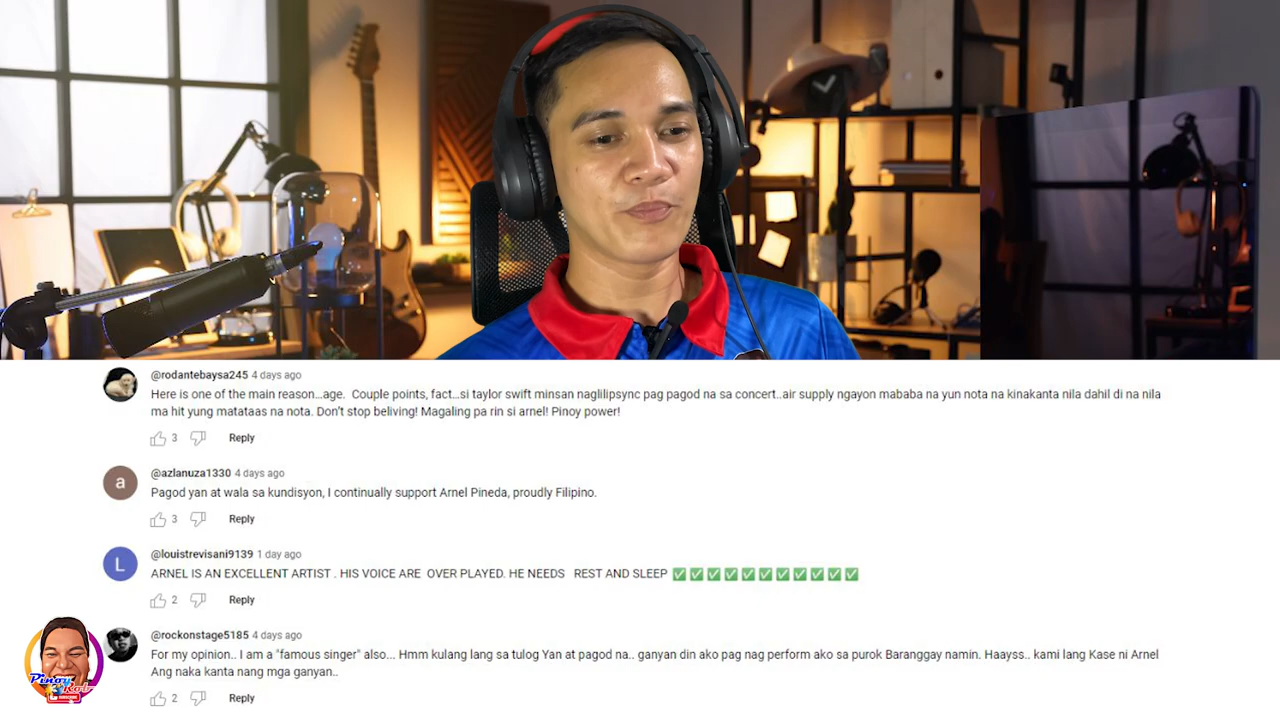 @rodantebaysa245 4 days ago
Here is one of the main reason...age. Couple points, fact...si taylor swift minsan naglilipsync pag pagod na sa concert..air supply ngayon mababa na yun nota na kinakanta nila dahil di na nila
ma hit yung matataas na nota. Don't stop beliving! Magaling pa rin si arnel! Pinoy power!
3 Reply
a
@azlanuza1330 4 days ago
Pagod yan at wala sa kundisyon, I continually support Arnel Pineda, proudly Filipino.
3 Reply
L
@louistrevisani9139 1 day ago
ARNEL IS AN EXCELLENT ARTIST . HIS VOICE ARE OVER PLAYED. HE NEEDS REST AND SLEEP ✅✅✅✅✅✅✅✅✅✅✅
2 Reply
@rockonstage5185 4 days ago
For my opinion.. I am a "famous singer" also... Hmm kulang lang sa tulog Yan at pagod na.. ganyan din ako pag nag perform ako sa purok Baranggay namin. Haayss.. kami lang Kase ni Arnel
Ang naka kanta nang mga ganyan..
2 Reply
Pinoy
Rob
SUBSCRIBE